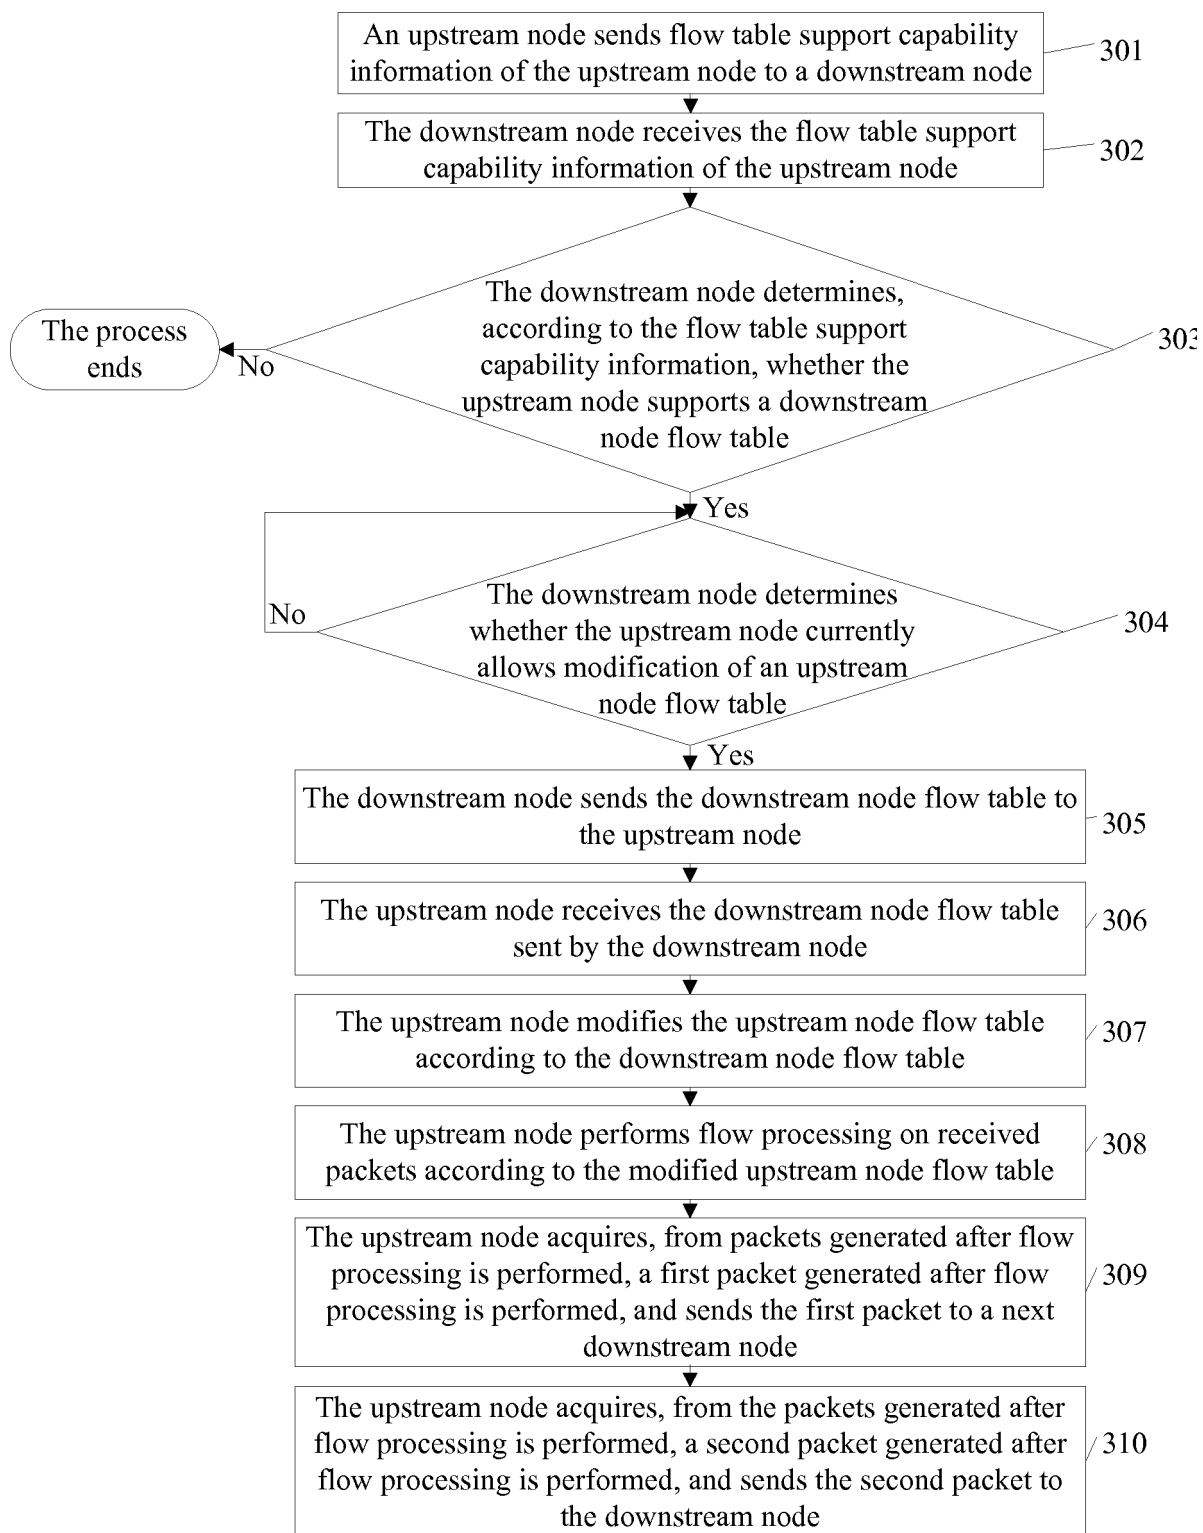 An upstream node sends flow table support capability
information of the upstream node to a downstream node
301
The downstream node receives the flow table support
capability information of the upstream node
302
The downstream node determines,
according to the flow table support
capability information, whether the
upstream node supports a downstream
node flow table
303
The process
ends
No
Yes
The downstream node determines
whether the upstream node currently
allows modification of an upstream
node flow table
304
No
Yes
The downstream node sends the downstream node flow table to
the upstream node
305
The upstream node receives the downstream node flow table
sent by the downstream node
306
The upstream node modifies the upstream node flow table
according to the downstream node flow table
307
The upstream node performs flow processing on received
packets according to the modified upstream node flow table
308
The upstream node acquires, from packets generated after flow
processing is performed, a first packet generated after flow
processing is performed, and sends the first packet to a next
downstream node
309
The upstream node acquires, from the packets generated after
flow processing is performed, a second packet generated after
flow processing is performed, and sends the second packet to
the downstream node
310